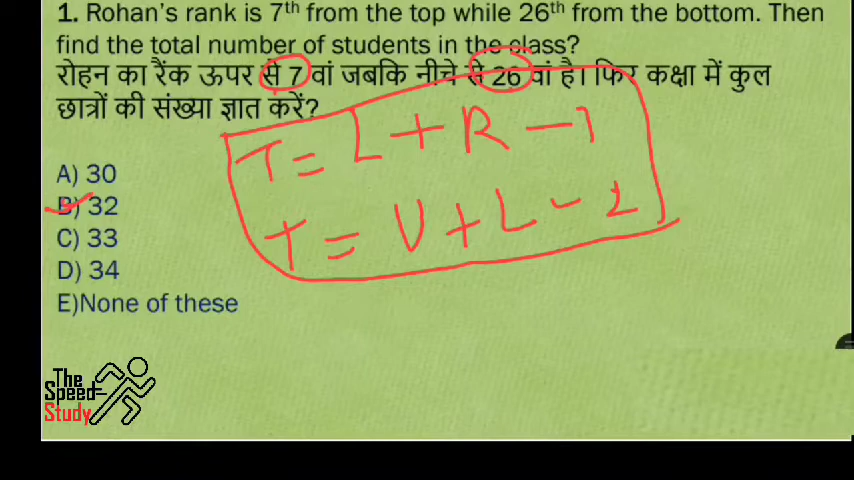 1. Rohan's rank is 7th from the top while 26th from the bottom. Then
find the total number of students in the class?
रोहन का रैंक ऊपर से 7 वां जबकि नीचे से 26 वां है। फिर कक्षा में कुल
छात्रों की संख्या ज्ञात करें?
T = L + R - 1
T = U + L - 1
A) 30
B) 32
C) 33
D) 34
E)None of these
The
Speed
Study